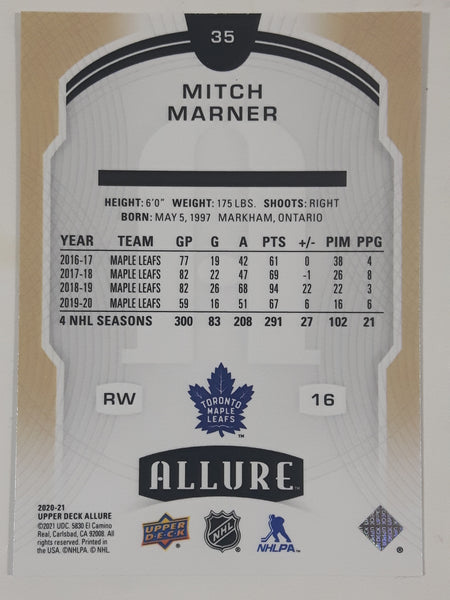 35
MITCH
MARNER
HEIGHT: 6'0" WEIGHT: 175 LBS. SHOOTS: RIGHT
BORN: MAY 5, 1997 MARKHAM, ONTARIO
YEAR TEAM GP G A PTS +/- PIM PPG
2016-17 MAPLE LEAFS 77 19 42 61 0 38 4
2017-18 MAPLE LEAFS 82 22 47 69 -1 26 8
2018-19 MAPLE LEAFS 82 26 68 94 22 22 3
2019-20 MAPLE LEAFS 59 16 51 67 6 16 6
4 NHL SEASONS 300 83 208 291 27 102 21
RW
TORONTO
MAPLE
LEAFS
TM
16
ALLURE
TM
2020-21
UPPER DECK ALLURE
©2021 UDC. 5830 El Camino
Real, Carlsbad, CA 92008. Printed in
the USA. ©NHLPA. © NHL.
UPPER
DECK
NHL
NHLPA
TM
®